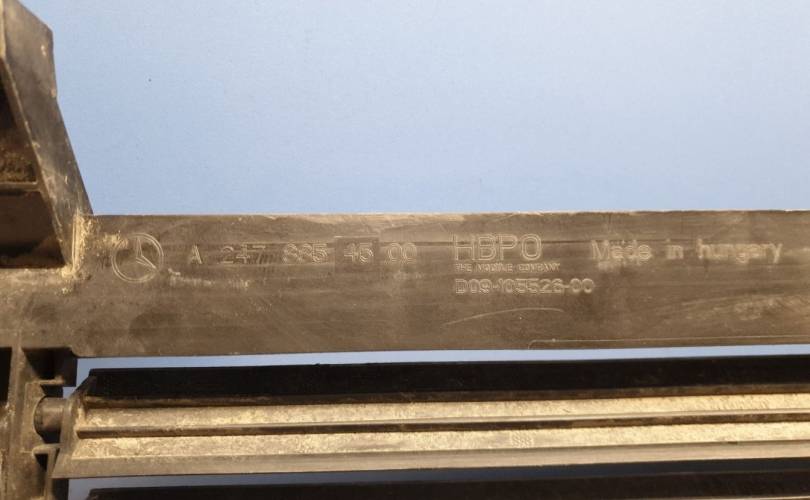 A 247 885 45 00 HBPO Made in hungary
THE MODULE COMPANY
D09-105526-00